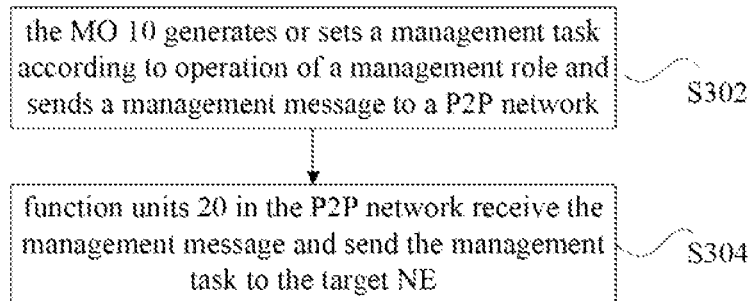 the MO 10 generates or sets a management task
according to operation of a management role and
sends a management message to a P2P network
S302
function units 20 in the P2P network receive the
management message and send the management
task to the target NE
S304